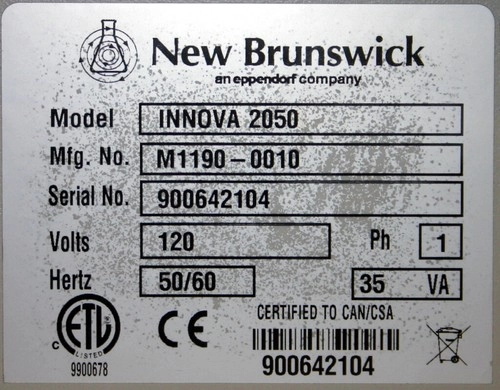 New Brunswick
an eppendorf company
Model INNOVA 2050
Mfg. No. M1190-0010
Serial No. 900642104
Volts 120 Ph 1
Hertz 50/60 35 VA
CERTIFIED TO CAN/CSA
C ETL LISTED CE
9900678 900642104